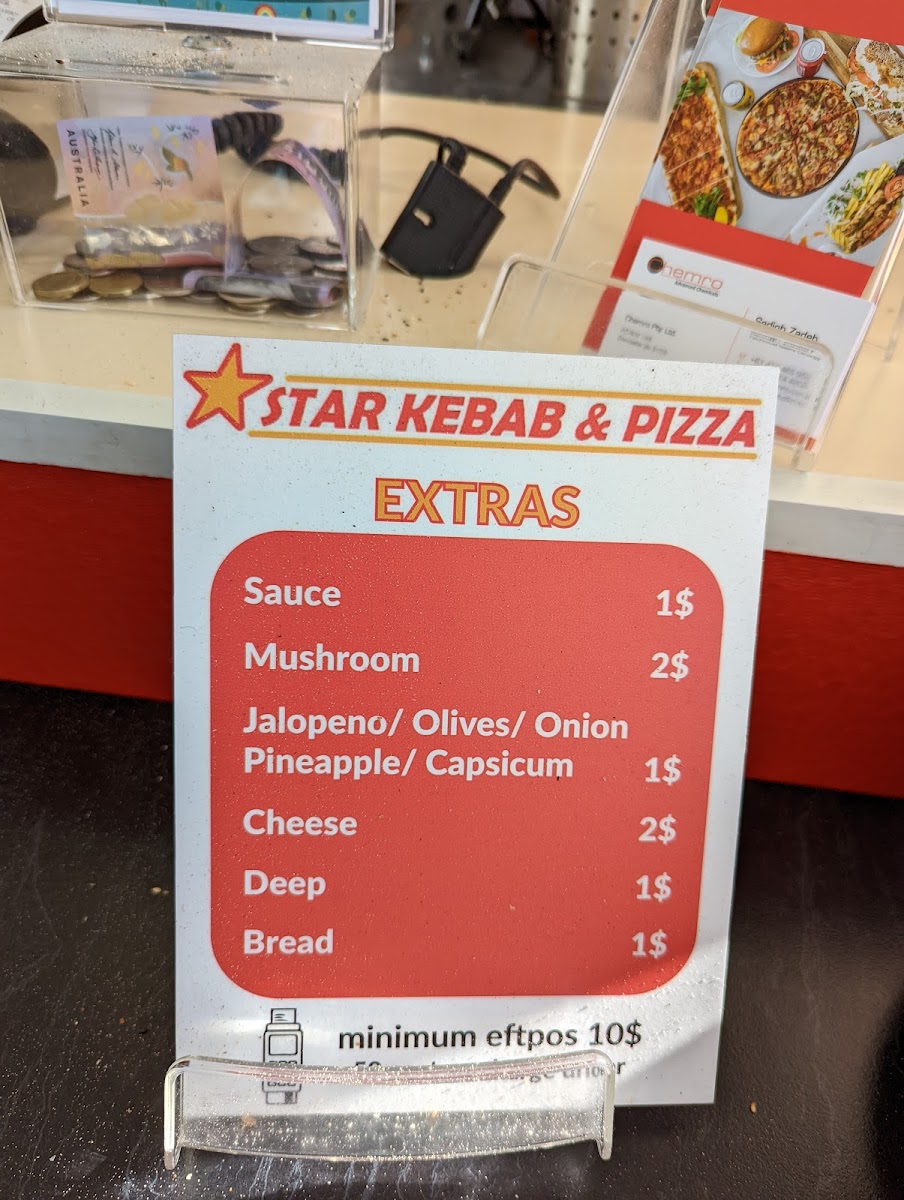 AUSTRALIA
Chemro
STAR KEBAB & PIZZA
EXTRAS
Sauce 1$
Mushroom 2$
Jalopeno/ Olives/ Onion
Pineapple/ Capsicum 1$
Cheese 2$
Deep 1$
Bread 1$
minimum eftpos 10$